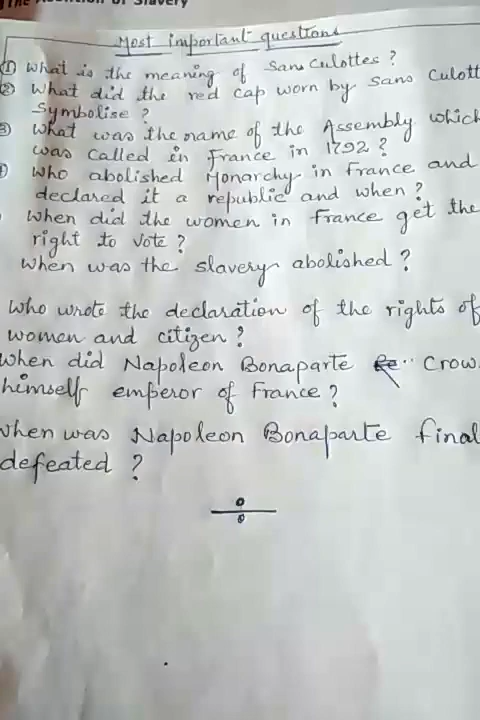 The Abolition of Slavery
Most important questions
① What is the meaning of Sans Culottes ?
② What did the red cap worn by Sans Culott
Symbolise ?
③ What was the name of the Assembly which
was called in France in 1792 ?
Who abolished Monarchy in France and
declared it a republic and when ?
When did the women in France get the
right to vote ?
When was the slavery abolished ?
Who wrote the declaration of the rights of
women and citizen ?
When did Napoleon Bonaparte Crow
himself emperor of France ?
When was Napoleon Bonaparte final
defeated ?